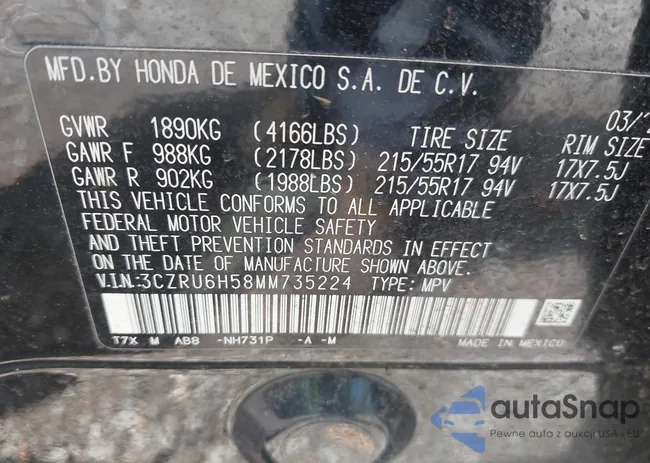 MFD.BY HONDA DE MEXICO S.A. DE C.V.
03/2
GVWR 1890KG (4166LBS) TIRE SIZE RIM SIZE
GAWR F 988KG (2178LBS) 215/55R17 94V 17X7.5J
GAWR R 902KG (1988LBS) 215/55R17 94V 17X7.5J
THIS VEHICLE CONFORMS TO ALL APPLICABLE
FEDERAL MOTOR VEHICLE SAFETY
AND THEFT PREVENTION STANDARDS IN EFFECT
ON THE DATE OF MANUFACTURE SHOWN ABOVE.
V.I.N:3CZRU6H58MM735224 TYPE: MPV
T7X M AB8 -NH731P -A -M MADE IN MEXICO
autoSnap
Pewne auto z aukcji USA i EU